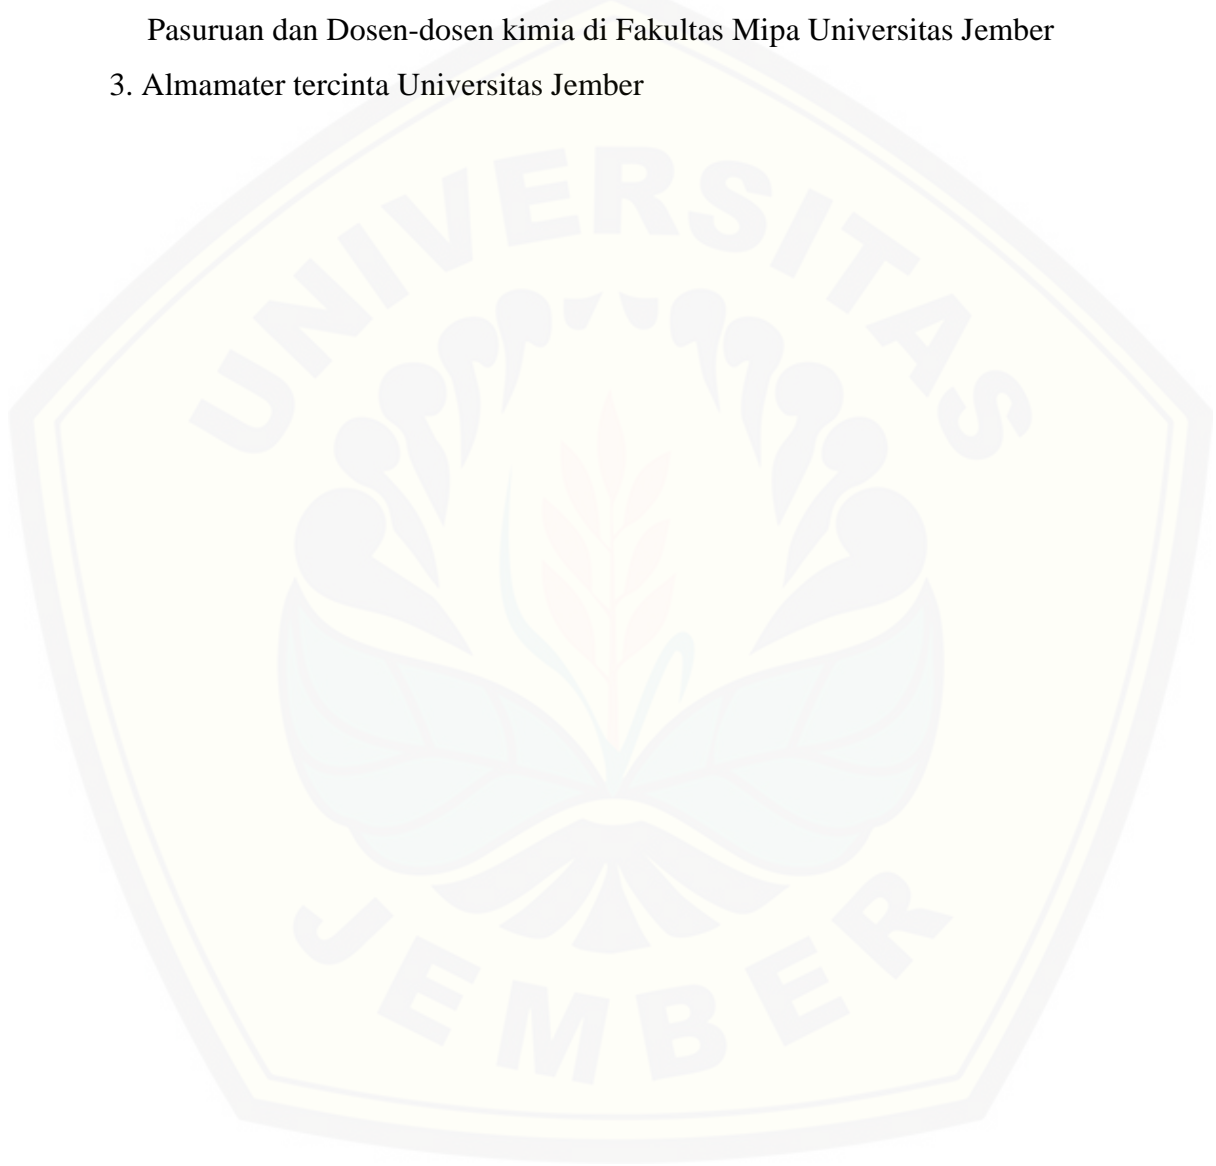 Pasuruan dan Dosen-dosen kimia di Fakultas Mipa Universitas Jember
3. Almamater tercinta Universitas Jember
UNIVERSITAS
JEMBER